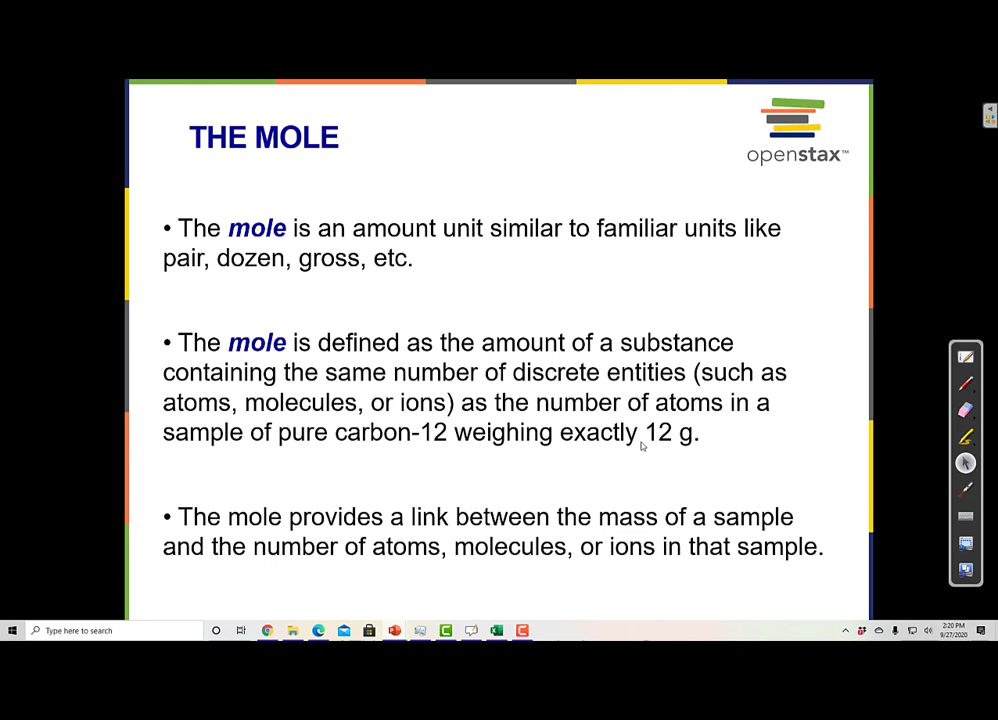 THE MOLE
openstax™
• The mole is an amount unit similar to familiar units like
pair, dozen, gross, etc.
• The mole is defined as the amount of a substance
containing the same number of discrete entities (such as
atoms, molecules, or ions) as the number of atoms in a
sample of pure carbon-12 weighing exactly 12 g.
• The mole provides a link between the mass of a sample
and the number of atoms, molecules, or ions in that sample.
Type here to search
2:20 PM
9/27/2020